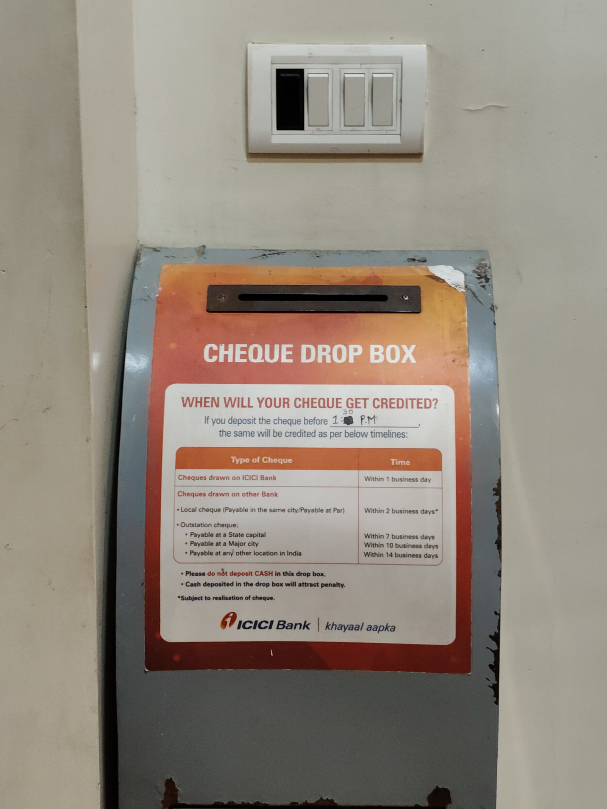 CHEQUE DROP BOX
WHEN WILL YOUR CHEQUE GET CREDITED?
If you deposit the cheque before 1:30 P.M,
the same will be credited as per below timelines:
Type of Cheque Time
Cheques drawn on ICICI Bank Within 1 business day
Cheques drawn on other Bank
• Local cheque (Payable in the same city/Payable at Par) Within 2 business days*
• Outstation cheque:
• Payable at a State capital Within 7 business days
• Payable at a Major city Within 10 business days
• Payable at any other location in India Within 14 business days
• Please do not deposit CASH in this drop box.
• Cash deposited in the drop box will attract penalty.
*Subject to realisation of cheque.
ICICI Bank | khayaal aapka